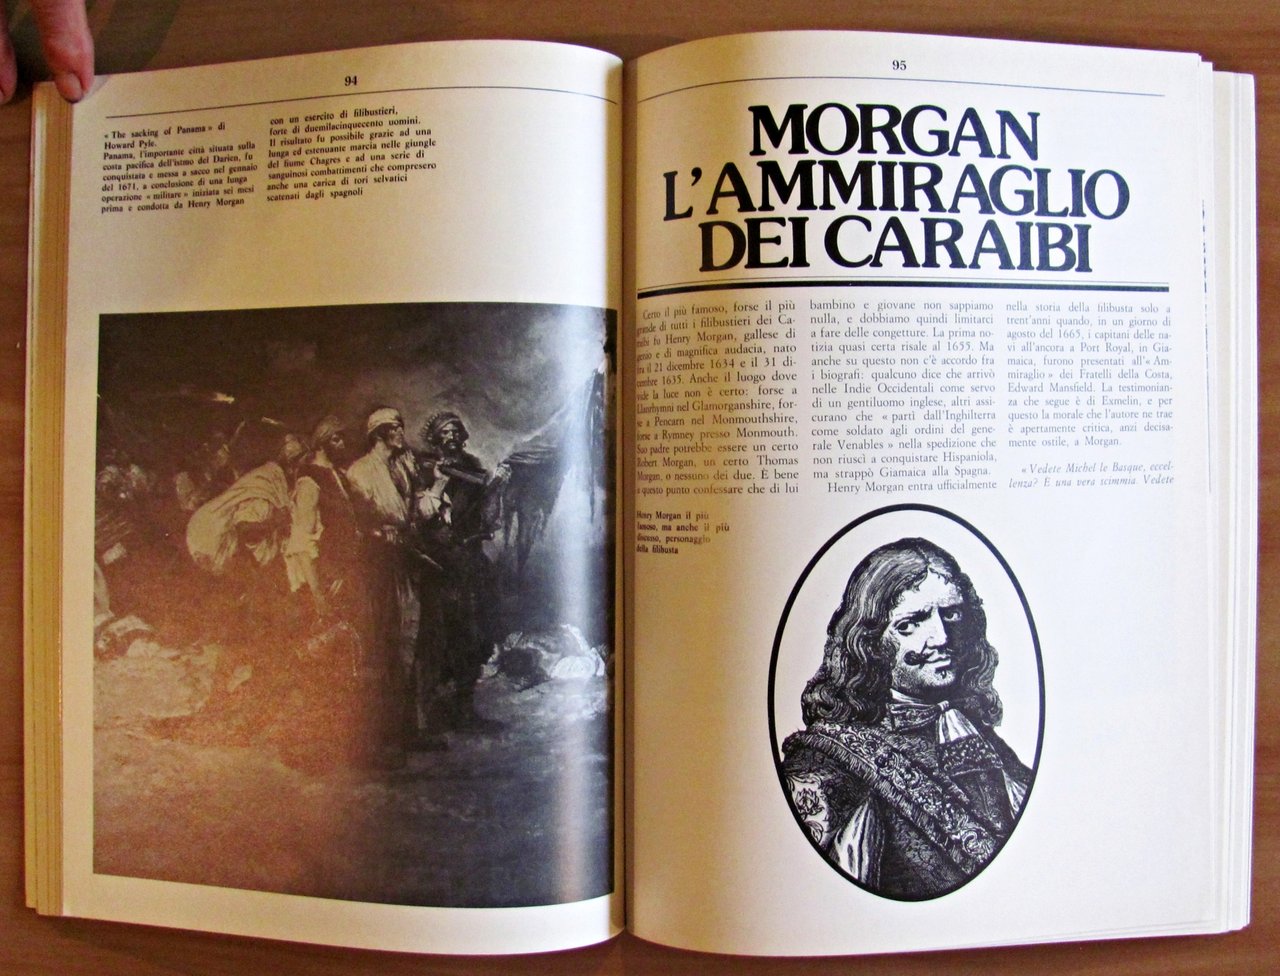 94
« The sacking of Panama » di
Howard Pyle.
Panama, l'importante città situata sulla
costa pacifica dell'istmo del Darien, fu
conquistata e messa a sacco nel gennaio
del 1671, a conclusione di una lunga
operazione « militare » iniziata sei mesi
prima e condotta da Henry Morgan
con un esercito di filibustieri,
forte di duemilacinquecento uomini.
Il risultato fu possibile grazie ad una
lunga ed estenuante marcia nelle giungle
del fiume Chagres e ad una serie di
sanguinosi combattimenti che compresero
anche una carica di tori selvatici
scatenati dagli spagnoli
95
MORGAN
L'AMMIRAGLIO
DEI CARAIBI
Certo il più famoso, forse il più
grande di tutti i filibustieri dei Ca-
raibi fu Henry Morgan, gallese di
genio e di magnifica audacia, nato
tra il 21 dicembre 1634 e il 31 di-
cembre 1635. Anche il luogo dove
vide la luce non è certo: forse a
Llanrhymni nel Glamorganshire, for-
se a Pencarn nel Monmouthshire,
forse a Rymney presso Monmouth.
Suo padre potrebbe essere un certo
Robert Morgan, un certo Thomas
Morgan, o nessuno dei due. È bene
a questo punto confessare che di lui
bambino e giovane non sappiamo
nulla, e dobbiamo quindi limitarci
a fare delle congetture. La prima no-
tizia quasi certa risale al 1655. Ma
anche su questo non c'è accordo fra
i biografi: qualcuno dice che arrivò
nelle Indie Occidentali come servo
di un gentiluomo inglese, altri assi-
curano che « partì dall'Inghilterra
come soldato agli ordini del gene-
rale Venables » nella spedizione che
non riuscì a conquistare Hispaniola,
ma strappò Giamaica alla Spagna.
Henry Morgan entra ufficialmente
nella storia della filibusta solo a
trent'anni quando, in un giorno di
agosto del 1665, i capitani delle na-
vi all'ancora a Port Royal, in Gia-
maica, furono presentati all'« Am-
miraglio » dei Fratelli della Costa,
Edward Mansfield. La testimonian-
za che segue è di Exmelin, e per
questo la morale che l'autore ne trae
è apertamente critica, anzi decisa-
mente ostile, a Morgan.
« Vedete Michel le Basque, eccel-
lenza? È una vera scimmia. Vedete
Henry Morgan il più
famoso, ma anche il più
discusso, personaggio
della filibusta